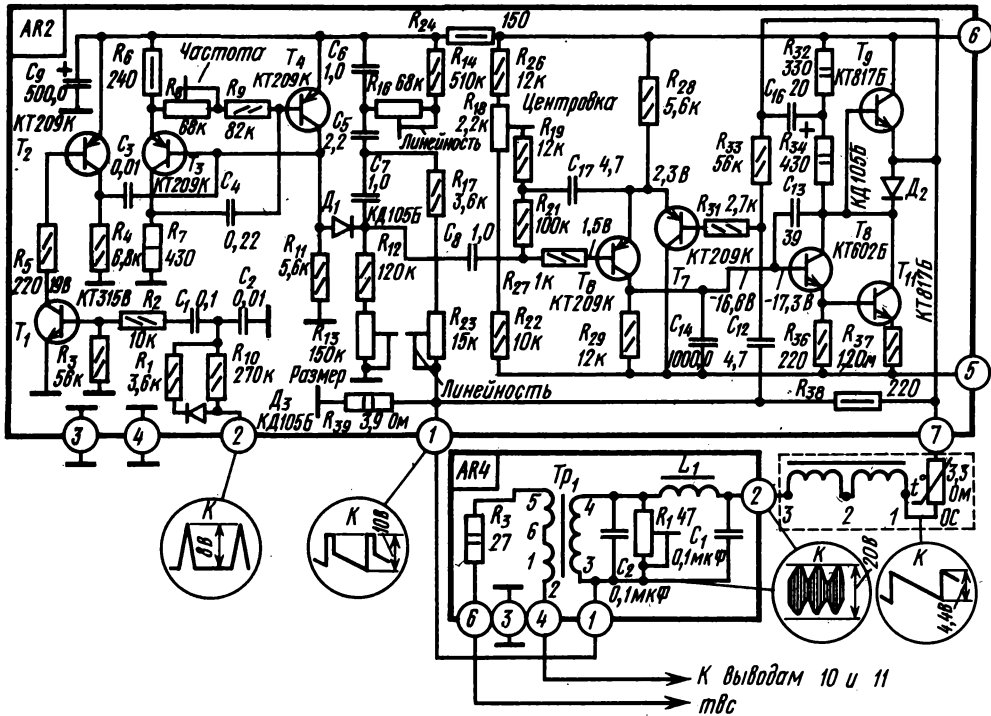 AR2
C9
500,0
R6
240
Частота
R8
68к
R9
82к
T4
КТ209К
C6
1,0
R16 68к
R24
150
R14
510к
Линейность
R26
12к
R18
2,2к
Центровка
R19
12к
R28
5,6к
R32
330
20
C16
T9
КТ817Б
6
КТ209К
T2
C3
0,01
T3
КТ209К
C4
0,22
C5
2,2
C7
1,0
R17
3,6к
C17 4,7
2,3В
R33
56к
R34
430
КД105Б
Д2
R5
220
19В
R4
6,8к
R7
430
Д1
КД105Б
R11
5,6к
R12
120к
C8 1,0
R21
100к
1,5В
R31 2,7к
C13
39
T8
КТ602Б
КТ315В
T1
R2
10к
C1 0,1
C2
0,01
R27 1к
T6
КТ209К
T7
КТ209К
-16,8В
-17,3В
T11
КТ817Б
R3
56к
R1
3,6к
R10
270к
R13
150к
Размер
R23
15к
R22
10к
R29
12к
C14
1000,0
C12
4,7
R36
220
R37
1,2Ом
5
Д3
КД105Б
R39
3,9 Ом
Линейность
R38
220
3
4
2
1
7
К
8В
К
10В
AR4
R3
27
5
6
1
2
Тр1
4
3
L1
R1 47
C1
0,1мкФ
C2
0,1мкФ
2
3
2
1
t°
3,3
Ом
ОС
К
20В
К
4,4В
6
3
4
1
К выводам 10 и 11
твс